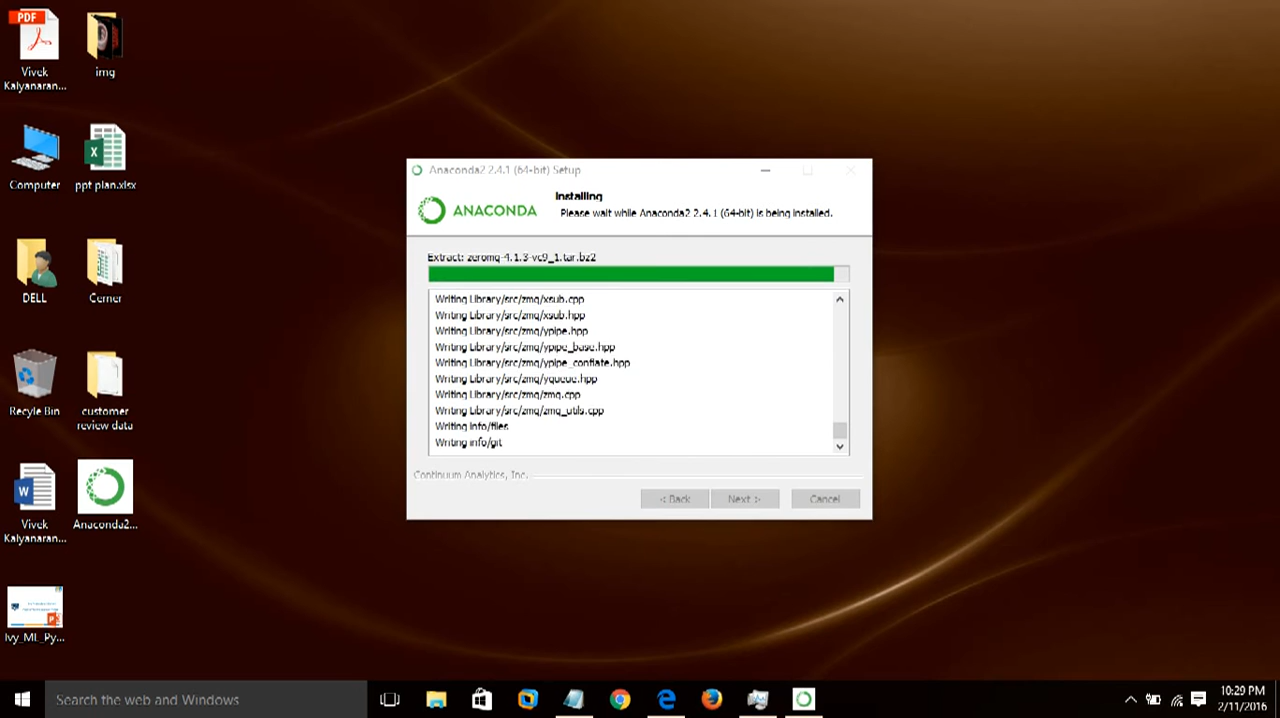 PDF
Vivek
Kalyanaran...
img
Computer
X
ppt plan.xlsx
DELL
Cerner
Recyle Bin
customer
review data
W
Vivek
Kalyanaran...
Anaconda2...
Ivy_ML_Py...
Anaconda2 2.4.1 (64-bit) Setup
ANACONDA
Installing
Please wait while Anaconda2 2.4.1 (64-bit) is being installed.
Extract: zeromq-4.1.3-vc9_1.tar.bz2
Writing Library/src/zmq/xsub.cpp
Writing Library/src/zmq/xsub.hpp
Writing Library/src/zmq/ypipe.hpp
Writing Library/src/zmq/ypipe_base.hpp
Writing Library/src/zmq/ypipe_conflate.hpp
Writing Library/src/zmq/yqueue.hpp
Writing Library/src/zmq/zmq.cpp
Writing Library/src/zmq/zmq_utils.cpp
Writing info/files
Writing info/git
Continuum Analytics, Inc.
< Back
Next >
Cancel
Search the web and Windows
10:29 PM
2/11/2016